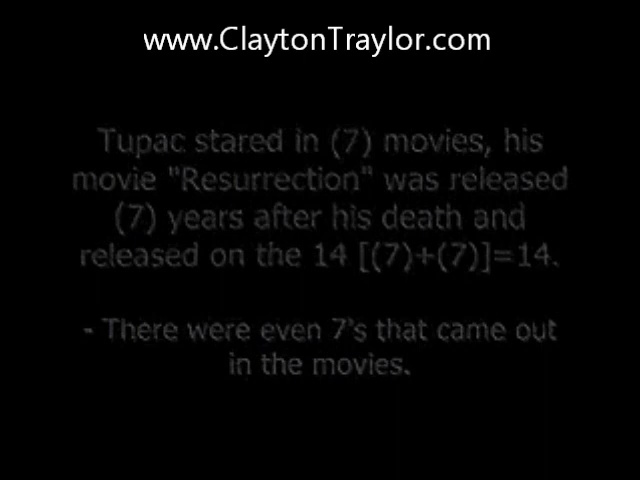 www.ClaytonTraylor.com
Tupac stared in (7) movies, his
movie "Resurrection" was released
(7) years after his death and
released on the 14 [(7)+(7)]=14.
- There were even 7's that came out
in the movies.